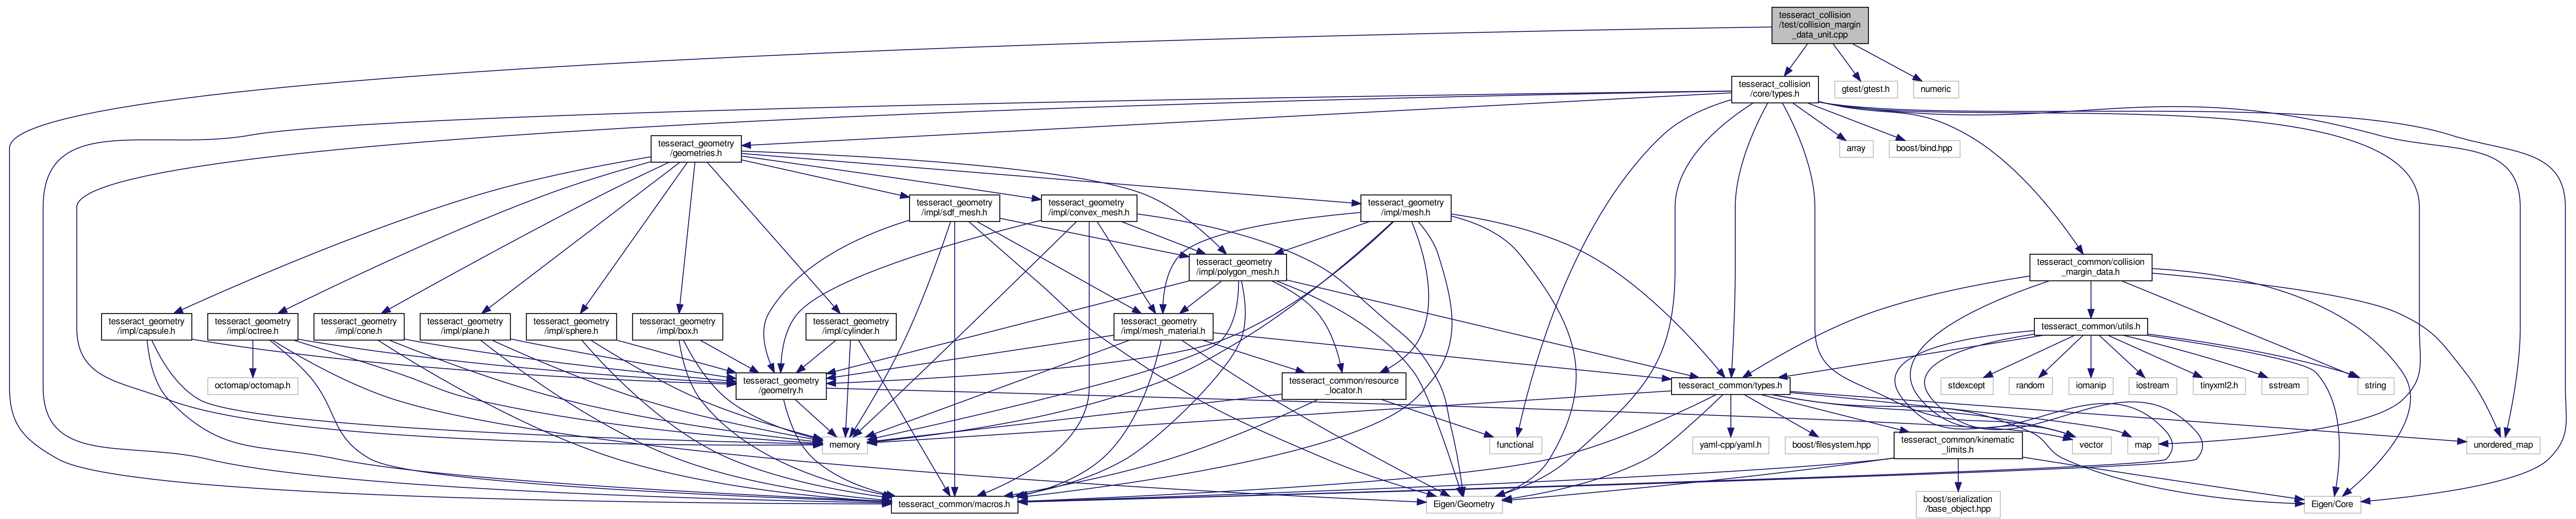 tesseract_collision
/test/collision_margin
_data_unit.cpp
tesseract_collision
/core/types.h
gtest/gtest.h
numeric
tesseract_geometry
/geometries.h
array
boost/bind.hpp
tesseract_geometry
/impl/sdf_mesh.h
tesseract_geometry
/impl/convex_mesh.h
tesseract_geometry
/impl/mesh.h
tesseract_geometry
/impl/polygon_mesh.h
tesseract_common/collision
_margin_data.h
tesseract_geometry
/impl/capsule.h
tesseract_geometry
/impl/octree.h
tesseract_geometry
/impl/cone.h
tesseract_geometry
/impl/plane.h
tesseract_geometry
/impl/sphere.h
tesseract_geometry
/impl/box.h
tesseract_geometry
/impl/cylinder.h
tesseract_geometry
/impl/mesh_material.h
tesseract_common/utils.h
octomap/octomap.h
tesseract_geometry
/geometry.h
tesseract_common/resource
_locator.h
tesseract_common/types.h
stdexcept
random
iomanip
iostream
tinyxml2.h
sstream
string
memory
functional
yaml-cpp/yaml.h
boost/filesystem.hpp
tesseract_common/kinematic
_limits.h
vector
map
unordered_map
tesseract_common/macros.h
Eigen/Geometry
boost/serialization
/base_object.hpp
Eigen/Core